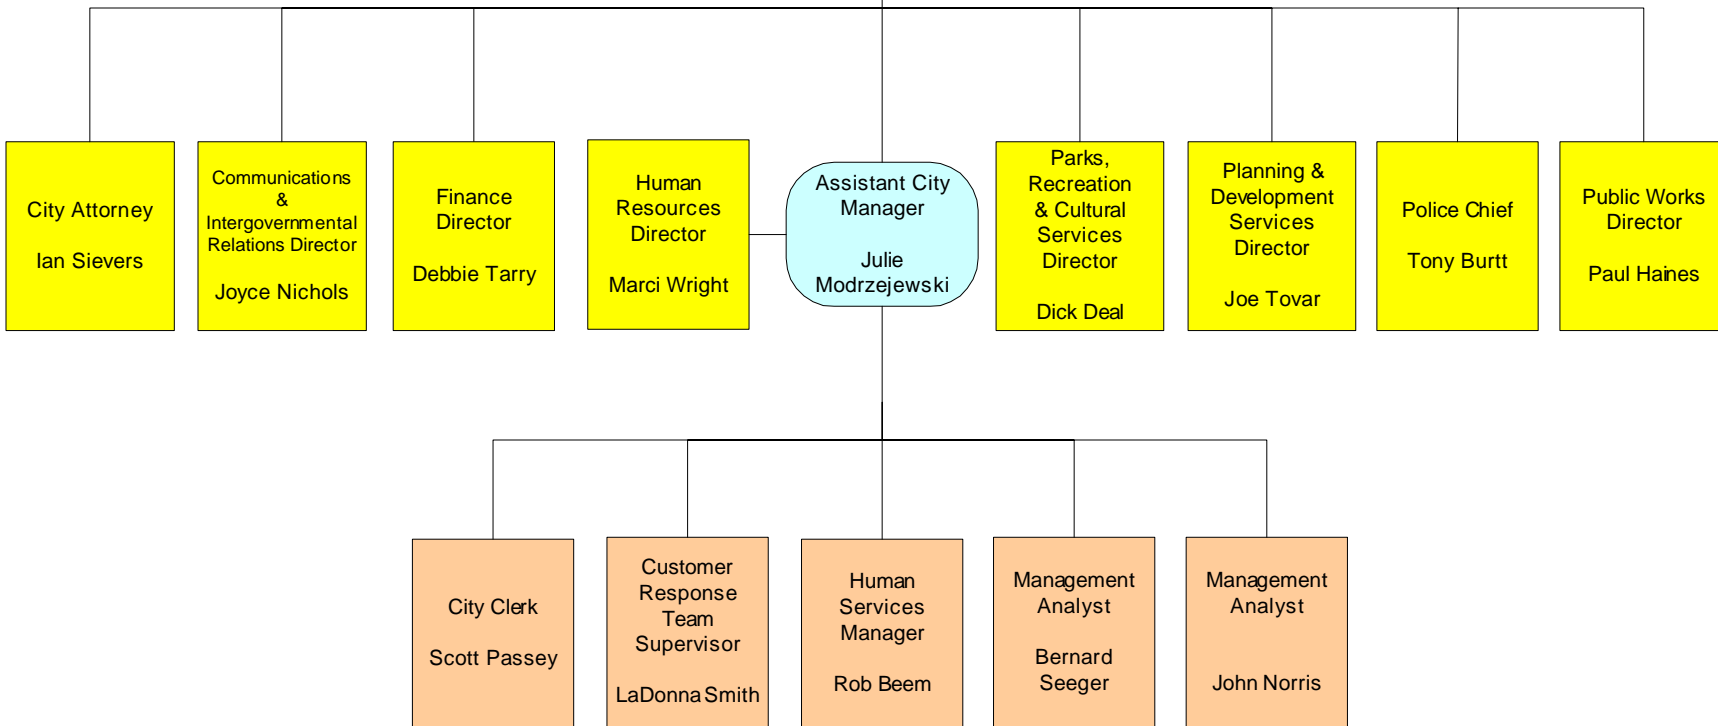 City Attorney
Ian Sievers
Communications
&
Intergovernmental
Relations Director
Joyce Nichols
Finance
Director
Debbie Tarry
Human
Resources
Director
Marci Wright
Assistant City
Manager
Julie
Modrzejewski
Parks,
Recreation
& Cultural
Services
Director
Dick Deal
Planning &
Development
Services
Director
Joe Tovar
Police Chief
Tony Burtt
Public Works
Director
Paul Haines
City Clerk
Scott Passey
Customer
Response
Team
Supervisor
LaDonna Smith
Human
Services
Manager
Rob Beem
Management
Analyst
Bernard
Seeger
Management
Analyst
John Norris